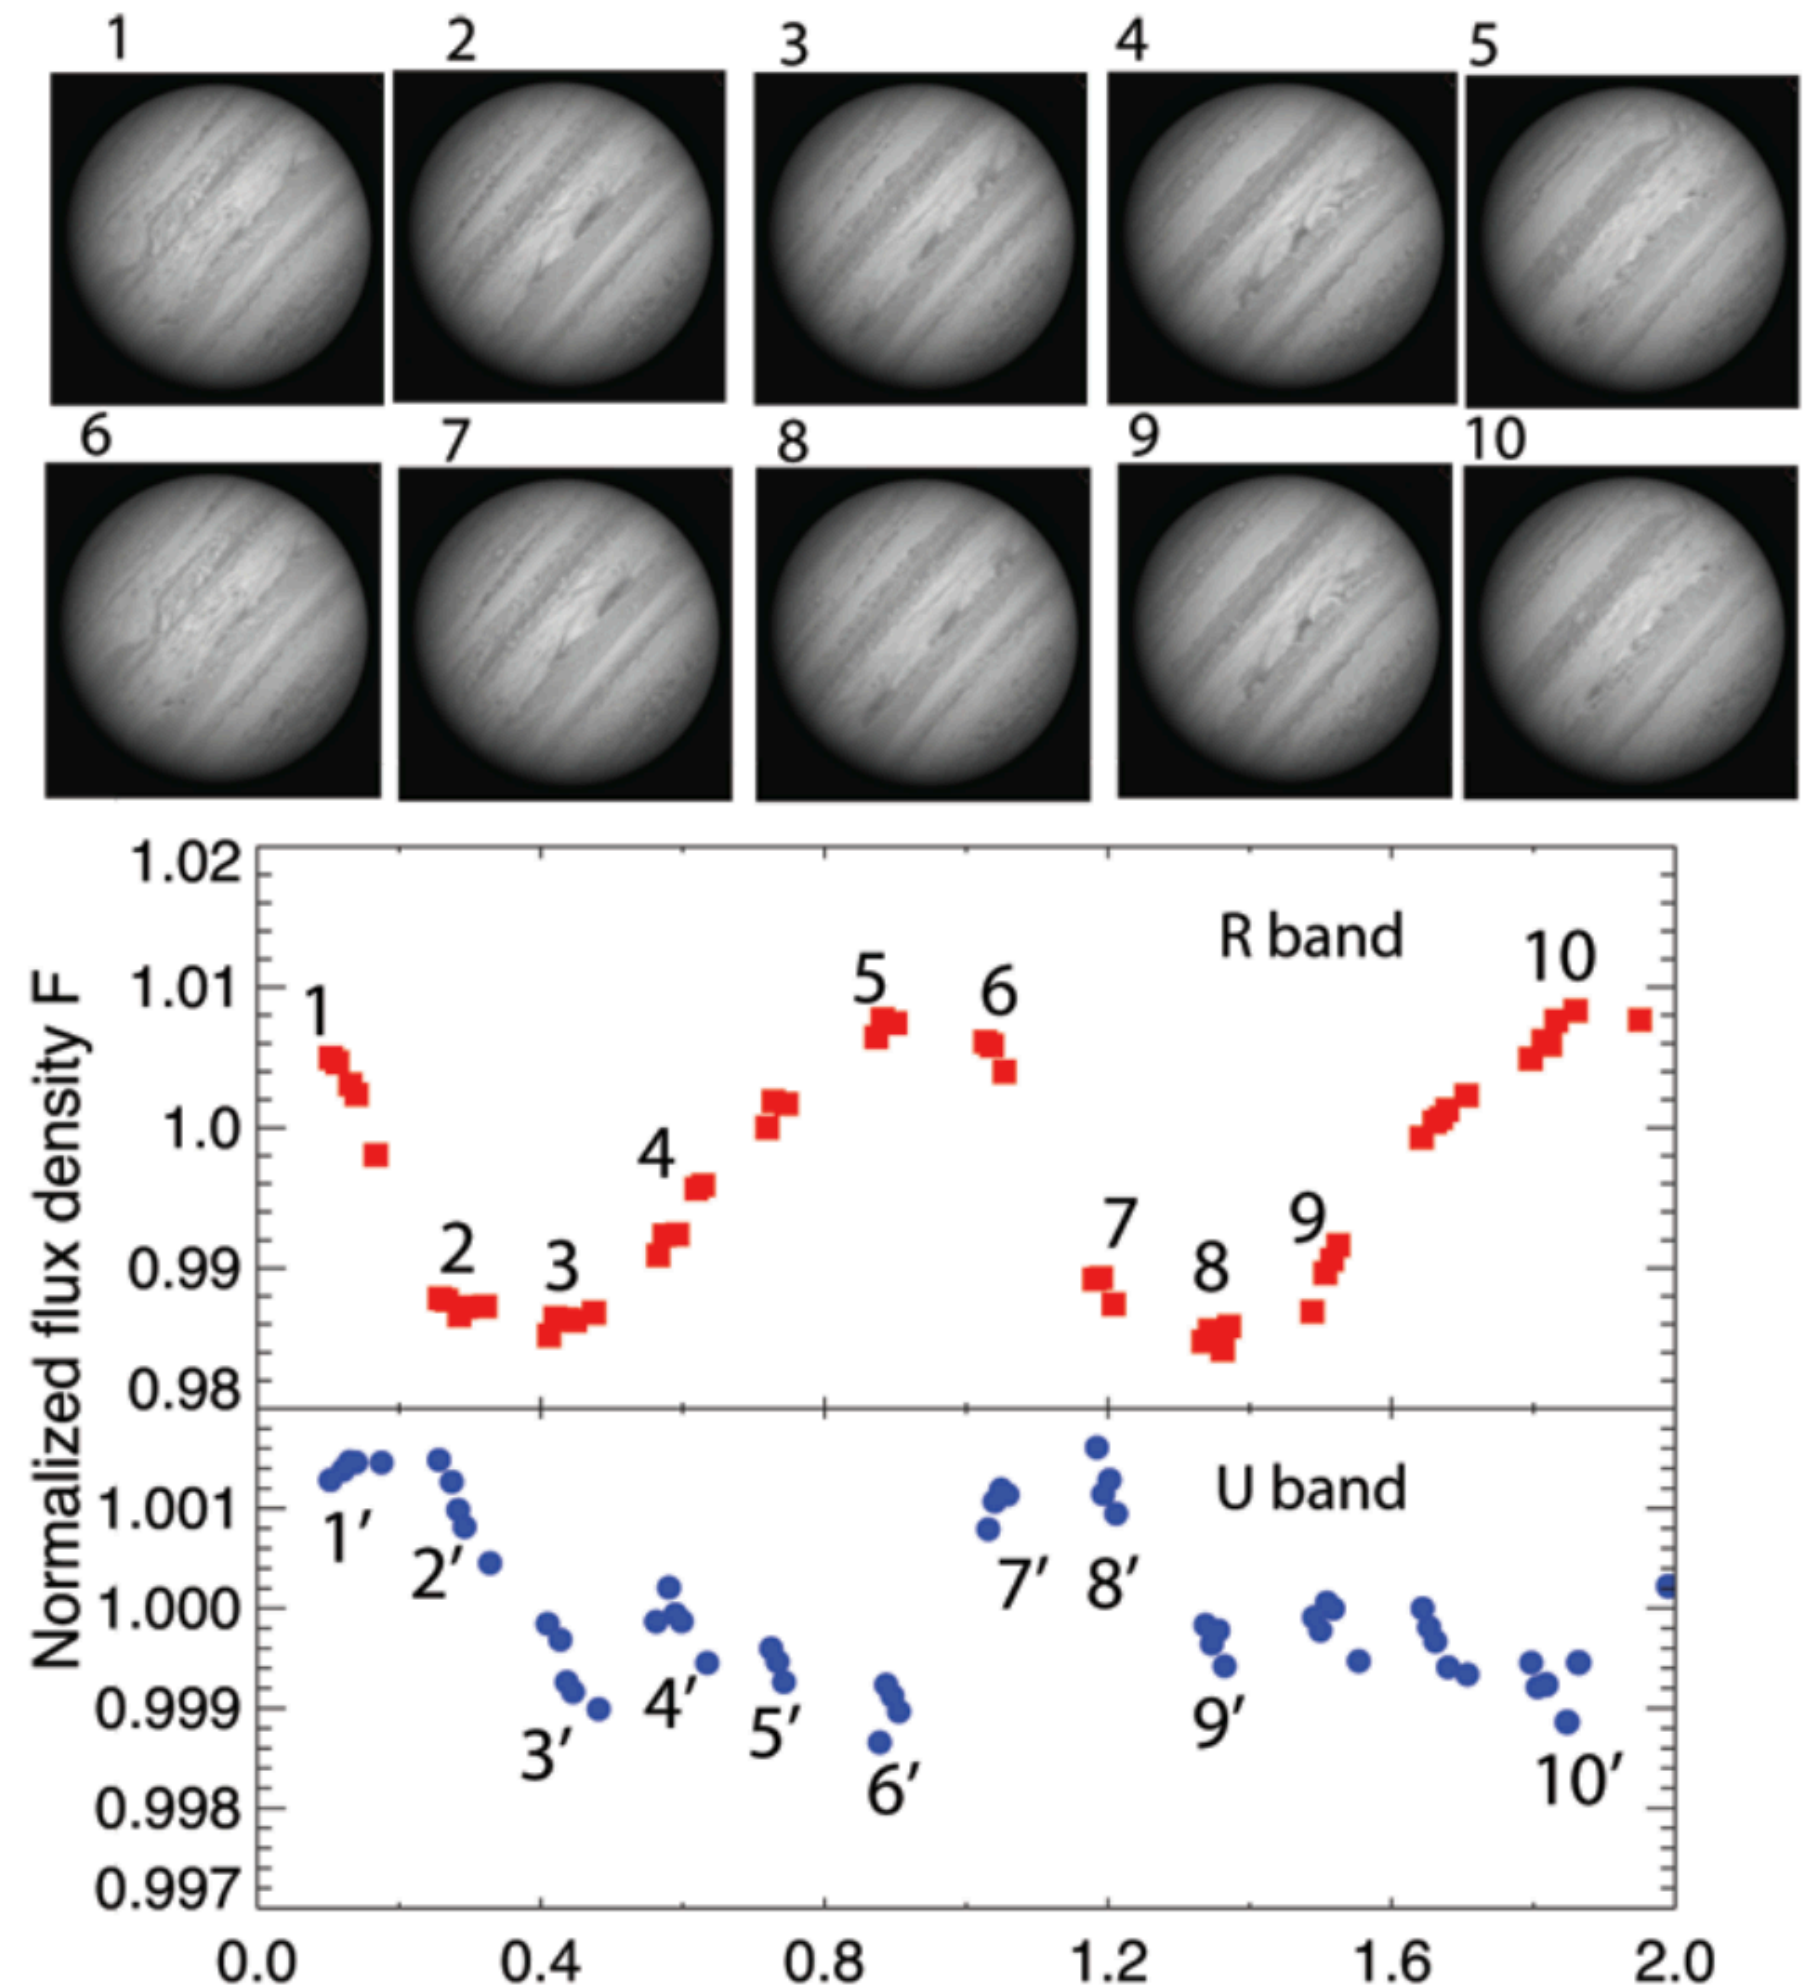 1 2 3 4 5
6 7 8 9 10
Normalized flux density F
1.02
1.01
1.0
0.99
0.98
R band
1 2 3 4 5 6 7 8 9 10
1.001
1.000
0.999
0.998
0.997
U band
1′ 2′ 3′ 4′ 5′ 6′ 7′ 8′ 9′ 10′
0.0 0.4 0.8 1.2 1.6 2.0